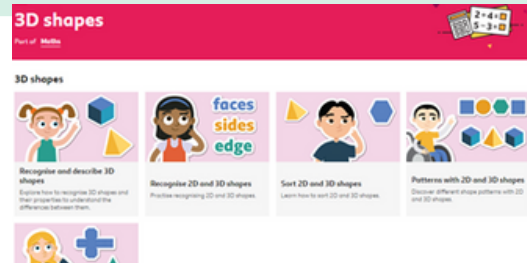 3D shapes
Part of Maths
2+4=
5-3=
3D shapes
faces
sides
edge
Recognise and describe 3D
shapes
Explore how to recognise 3D shapes and
their properties to understand the
differences between them.
Recognise 2D and 3D shapes
Practise recognising 2D and 3D shapes.
Sort 2D and 3D shapes
Learn how to sort 2D and 3D shapes.
Patterns with 2D and 3D shapes
Discover different shape patterns with 2D
and 3D shapes.